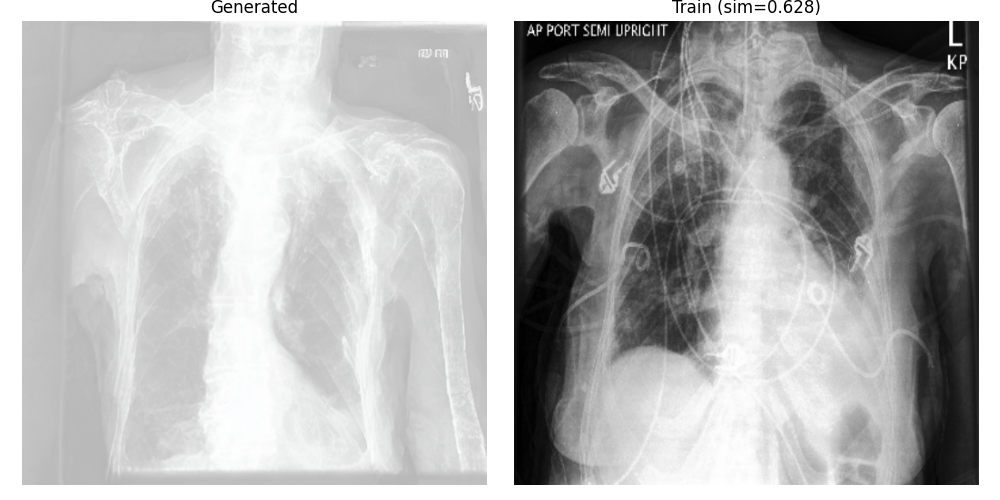 Generated
Train (sim=0.628)
AP PORT SEMI UPRIGHT
L
KP